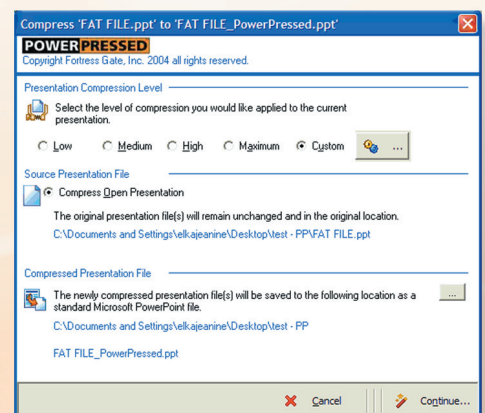 Compress 'FAT FILE.ppt' to 'FAT FILE_PowerPressed.ppt'
POWERPRESSED
Copyright Fortress Gate, Inc. 2004 all rights reserved.
Presentation Compression Level
Select the level of compression you would like applied to the current
presentation.
Low Medium High Maximum Custom ...
Source Presentation File
Compress Open Presentation
The original presentation file(s) will remain unchanged and in the original location.
C:\Documents and Settings\elkajeanine\Desktop\test - PP\FAT FILE.ppt
Compressed Presentation File
The newly compressed presentation file(s) will be saved to the following location as a ...
standard Microsoft PowerPoint file.
C:\Documents and Settings\elkajeanine\Desktop\test - PP
FAT FILE_PowerPressed.ppt
Cancel Continue...